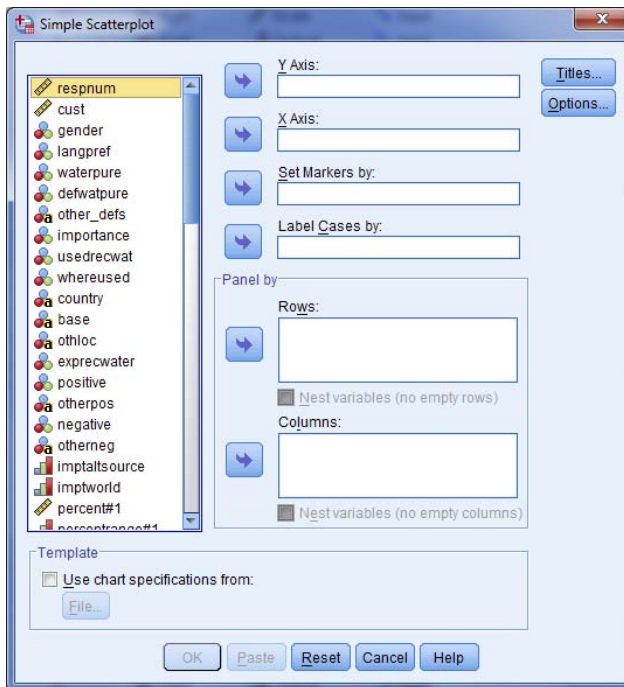 Simple Scatterplot
respnum
cust
gender
langpref
waterpure
defwatpure
other_defs
importance
usedrecwat
whereused
country
base
othloc
exprecwater
positive
otherpos
negative
otherneg
imptaltsource
imptworld
percent#1
percentrange#1
Y Axis:
X Axis:
Set Markers by:
Label Cases by:
Titles...
Options...
Panel by
Rows:
Nest variables (no empty rows)
Columns:
Nest variables (no empty columns)
Template
Use chart specifications from:
File...
OK Paste Reset Cancel Help